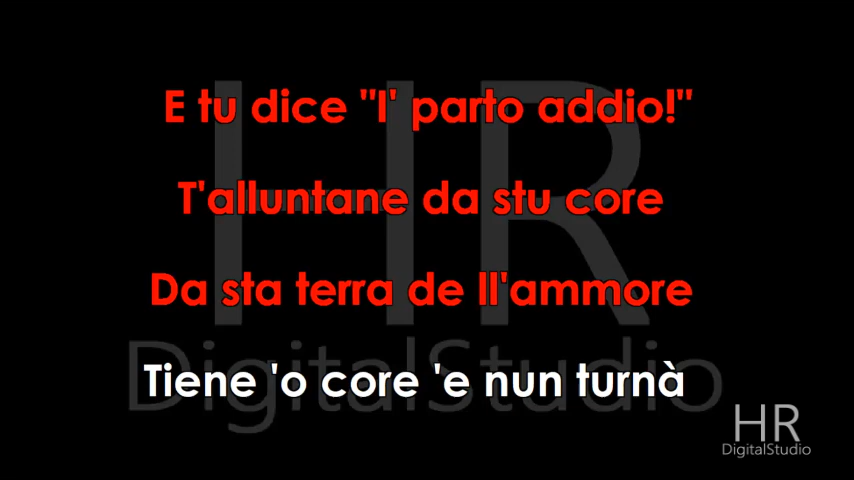 E tu dice "I' parto addio!"
T'alluntane da stu core
Da sta terra de ll'ammore
Tiene 'o core 'e nun turnà
HR
DigitalStudio
HR
DigitalStudio